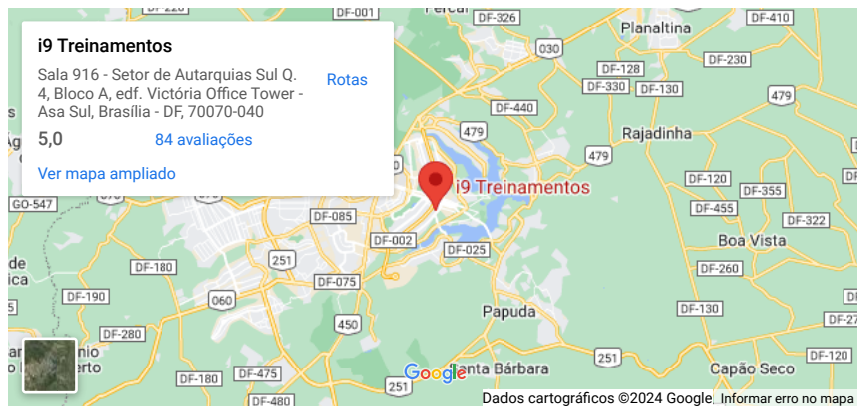 i9 Treinamentos
Sala 916 - Setor de Autarquias Sul Q.
4, Bloco A, edf. Victória Office Tower -
Asa Sul, Brasília - DF, 70070-040
Rotas
5,0
84 avaliações
Ver mapa ampliado
DF-001
DF-326
DF-410
Planaltina
030
DF-230
DF-128
DF-330
DF-130
479
DF-440
479
Rajadinha
479
i9 Treinamentos
DF-120
DF-355
DF-455
DF-322
GO-547
DF-085
DF-002
DF-025
Boa Vista
251
DF-180
DF-260
DF-075
DF-190
060
DF-130
Papuda
450
DF-280
251
DF-120
Capão Seco
DF-475
DF-180
251
Google
DF-480
Dados cartográficos ©2024 Google
Informar erro no mapa